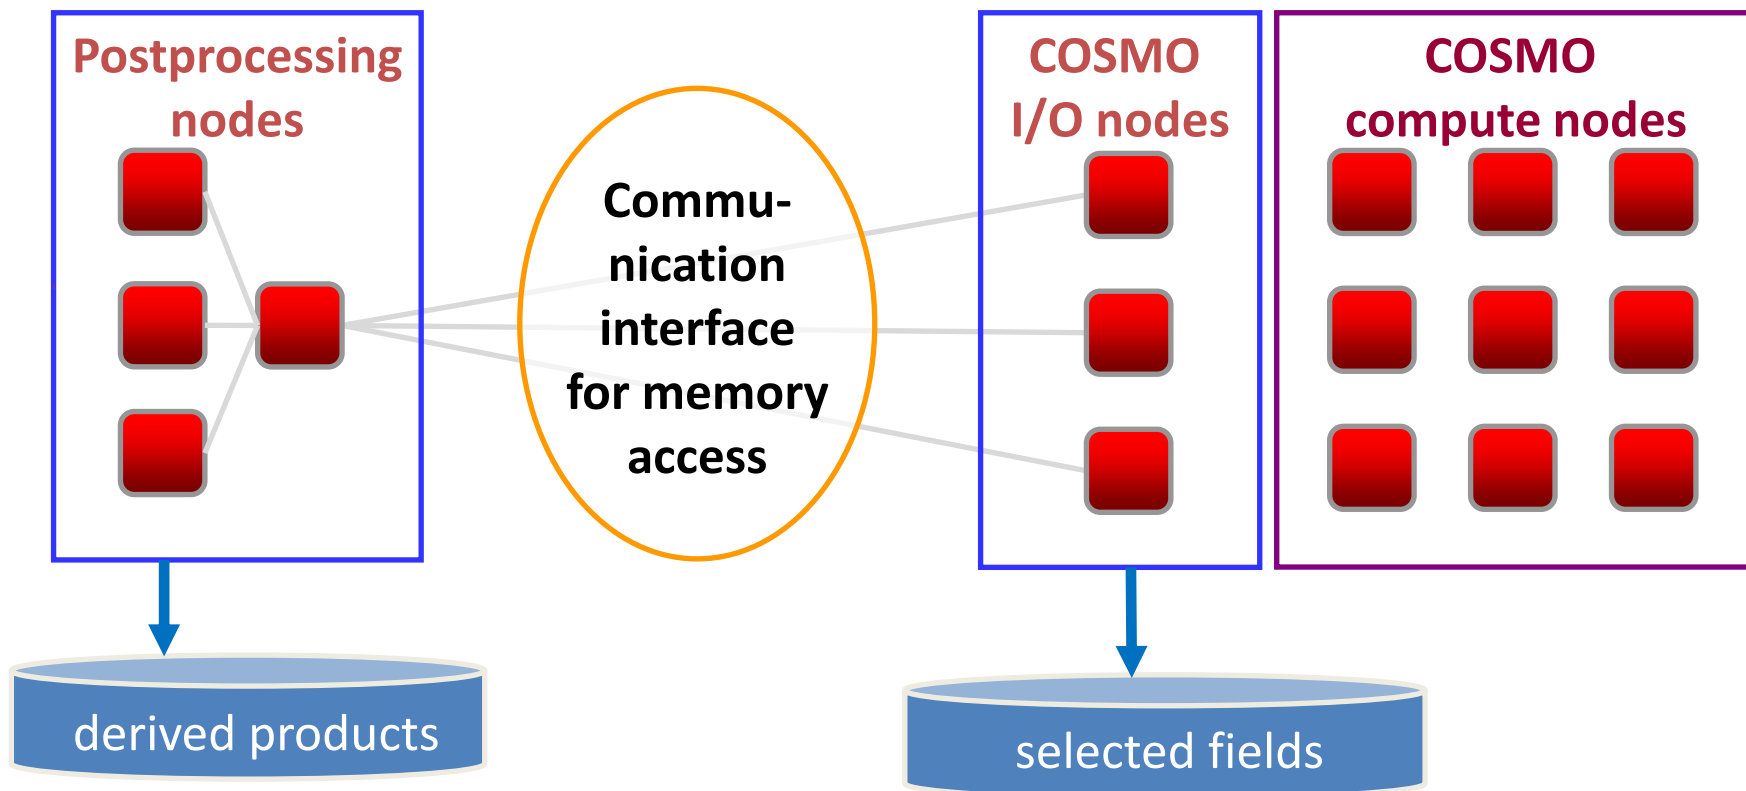 Postprocessing
nodes
Commu-
nication
interface
for memory
access
COSMO
I/O nodes
COSMO
compute nodes
derived products
selected fields